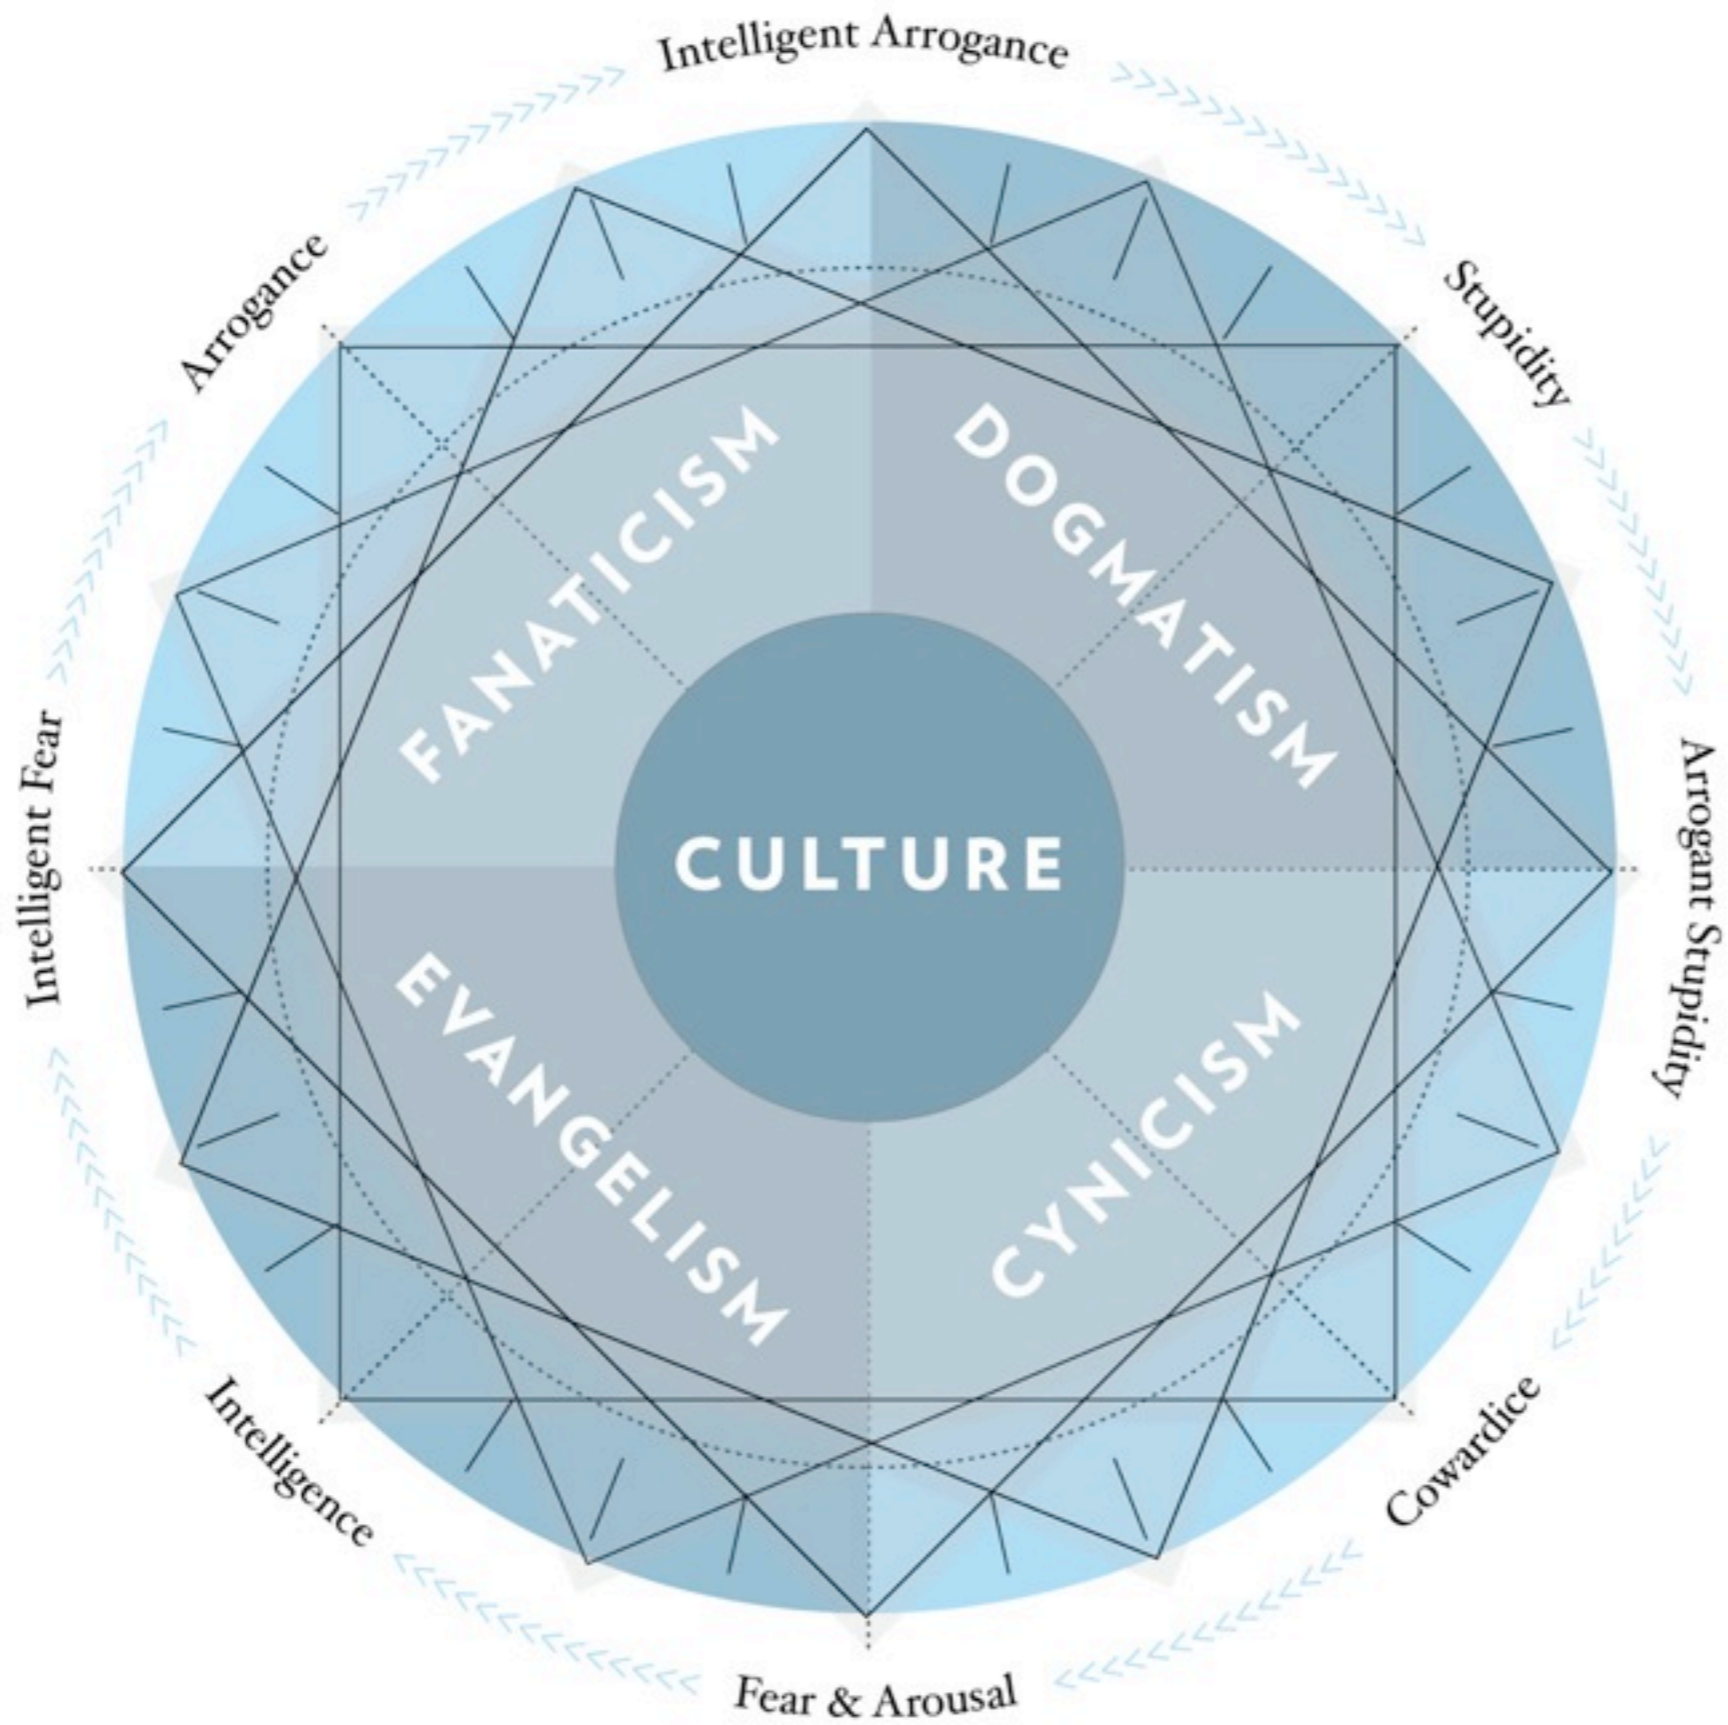 Intelligent Arrogance
Stupidity
Arrogant Stupidity
Cowardice
Fear & Arousal
Intelligence
Intelligent Fear
Arrogance
FANATICISM
DOGMATISM
CULTURE
EVANGELISM
CYNICISM